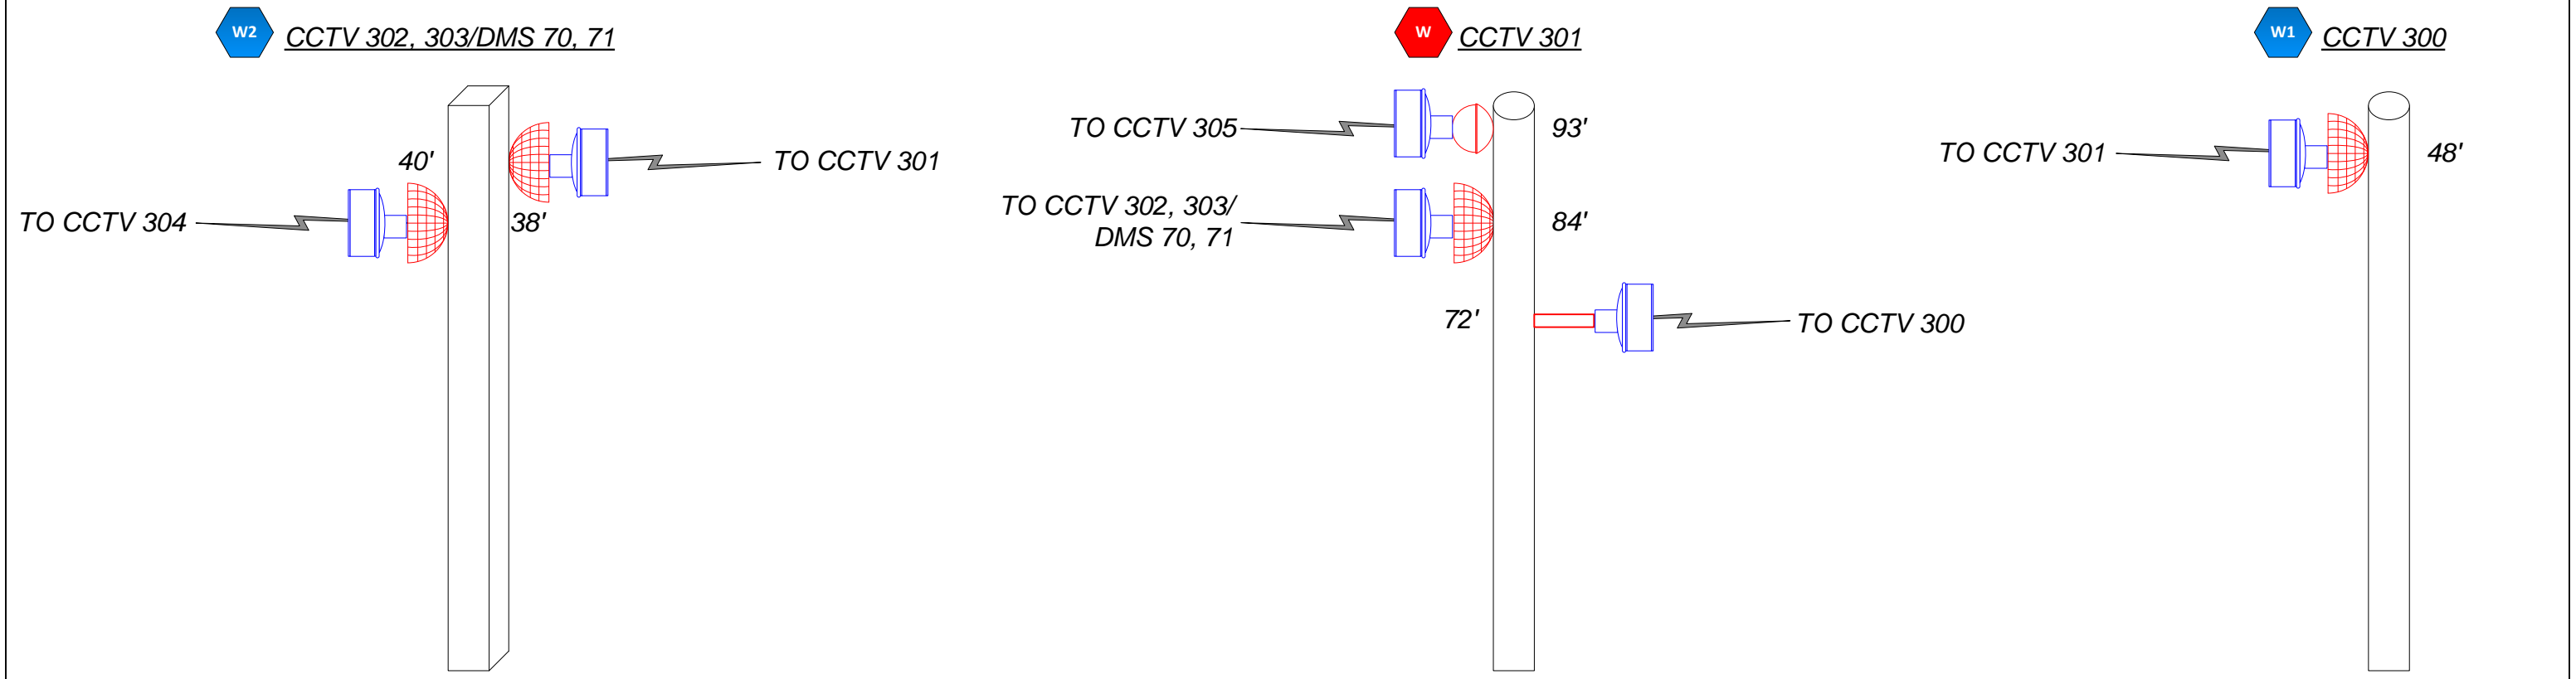 W2 CCTV 302, 303/DMS 70, 71
40'
TO CCTV 301
TO CCTV 304
38'
W CCTV 301
TO CCTV 305
93'
TO CCTV 302, 303/
DMS 70, 71
84'
72'
TO CCTV 300
W1 CCTV 300
TO CCTV 301
48'